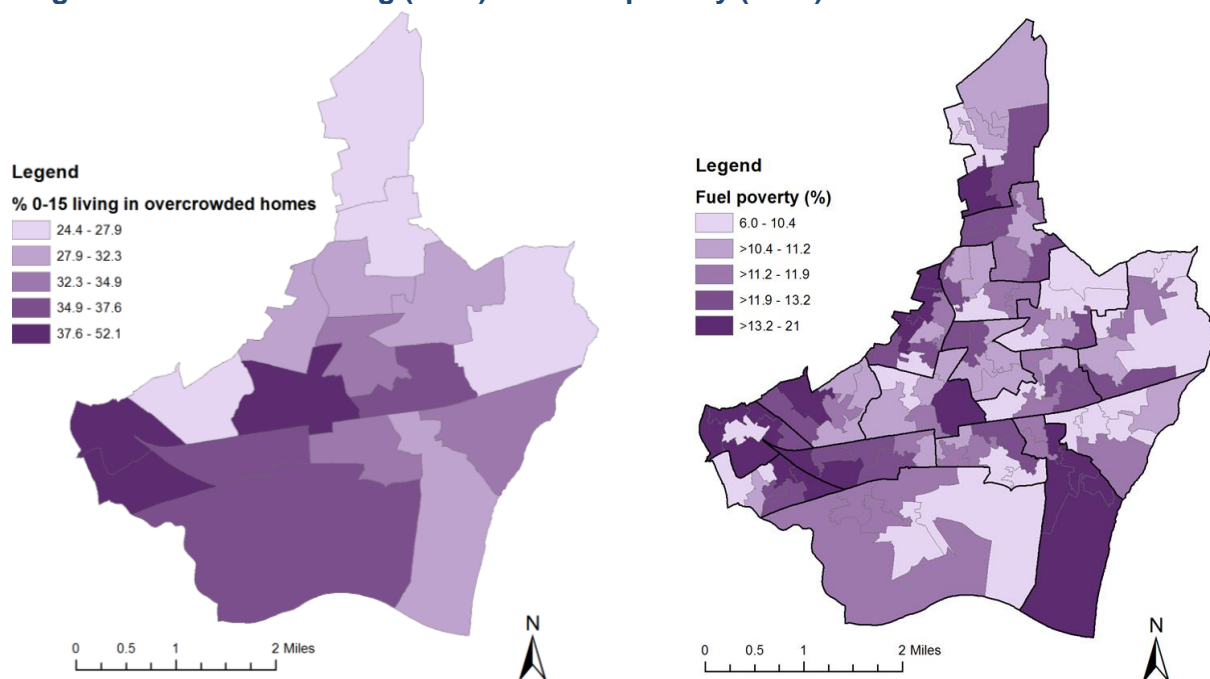 Legend
% 0-15 living in overcrowded homes
24.4 - 27.9
27.9 - 32.3
32.3 - 34.9
34.9 - 37.6
37.6 - 52.1
0 0.5 1 2 Miles
N
Legend
Fuel poverty (%)
6.0 - 10.4
>10.4 - 11.2
>11.2 - 11.9
>11.9 - 13.2
>13.2 - 21
0 0.5 1 2 Miles
N